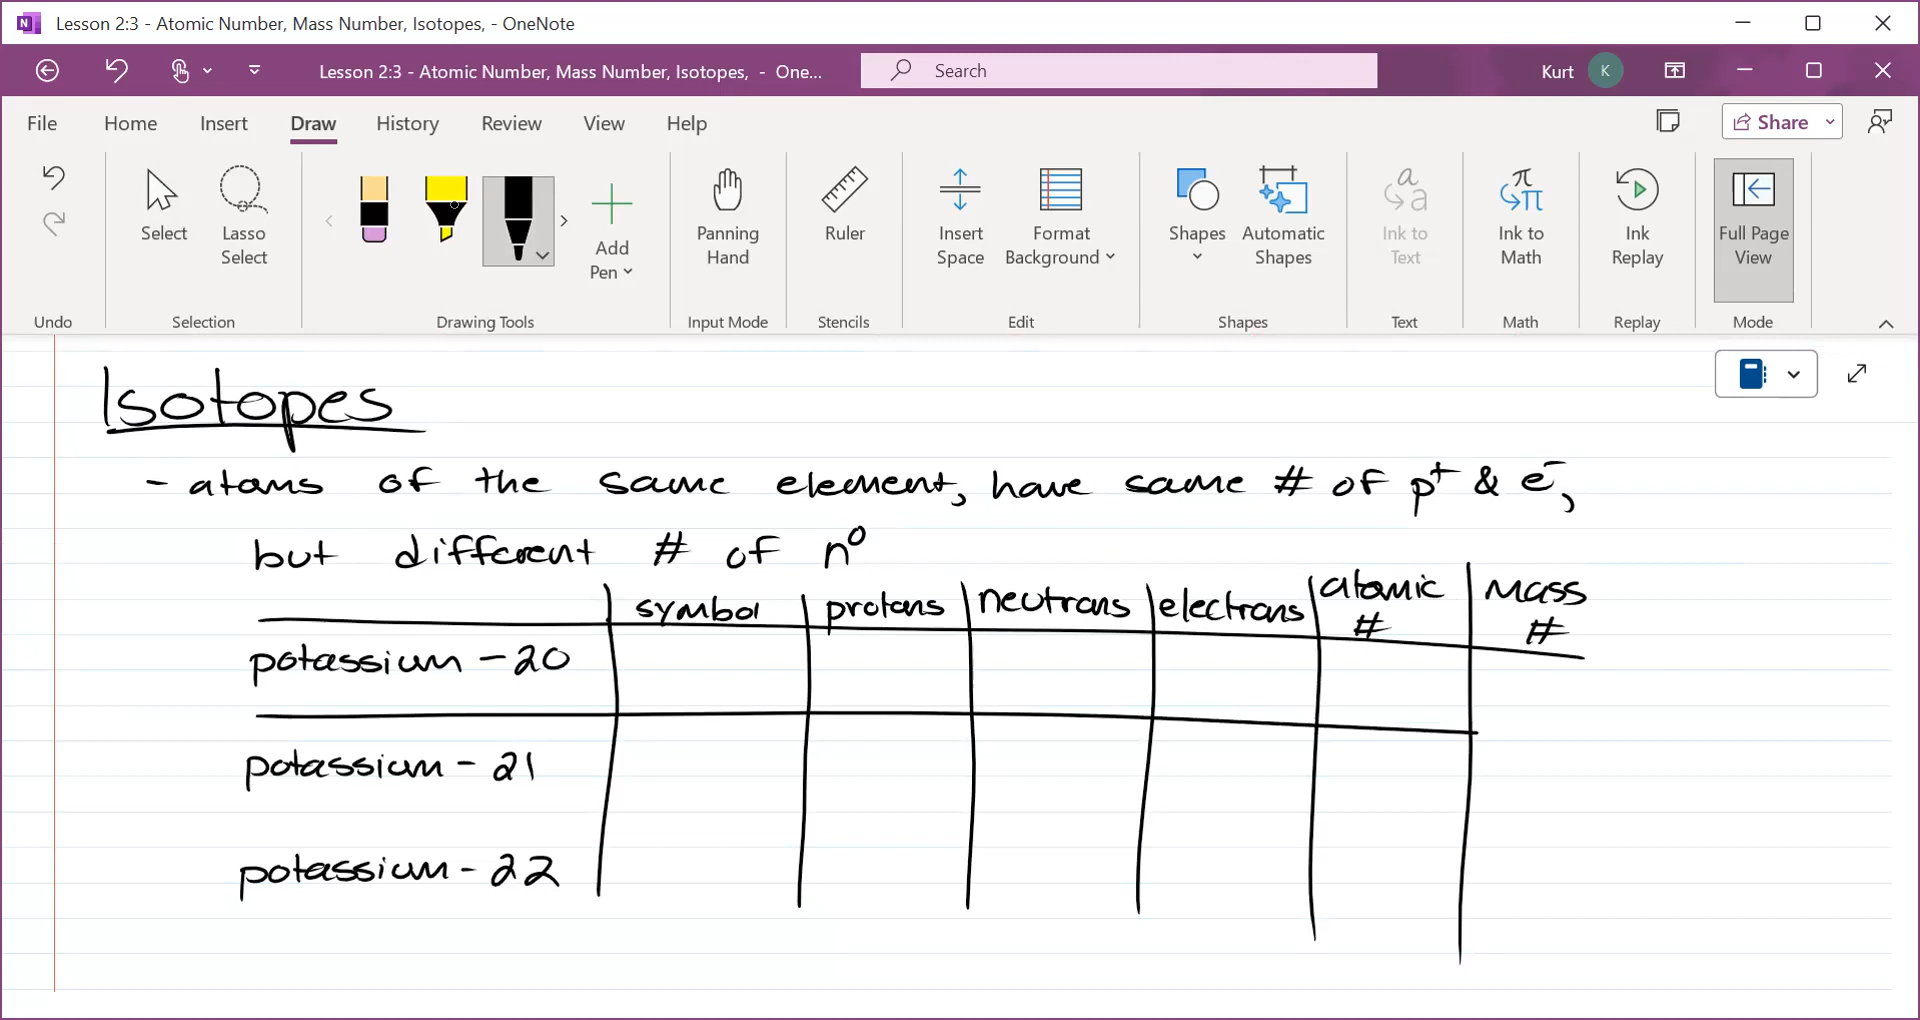 Lesson 2:3 - Atomic Number, Mass Number, Isotopes, - OneNote
Lesson 2:3 - Atomic Number, Mass Number, Isotopes, - One... Search Kurt K
File Home Insert Draw History Review View Help Share
Select Lasso Select Add Pen Panning Hand Ruler Insert Space Format Background Shapes Automatic Shapes Ink to Text Ink to Math Ink Replay Full Page View
Undo Selection Drawing Tools Input Mode Stencils Edit Shapes Text Math Replay Mode
Isotopes
- atoms of the same element, have same # of p⁺ & e⁻,
but different # of n⁰
symbol protons neutrons electrons atomic # mass #
potassium - 20
potassium - 21
potassium - 22